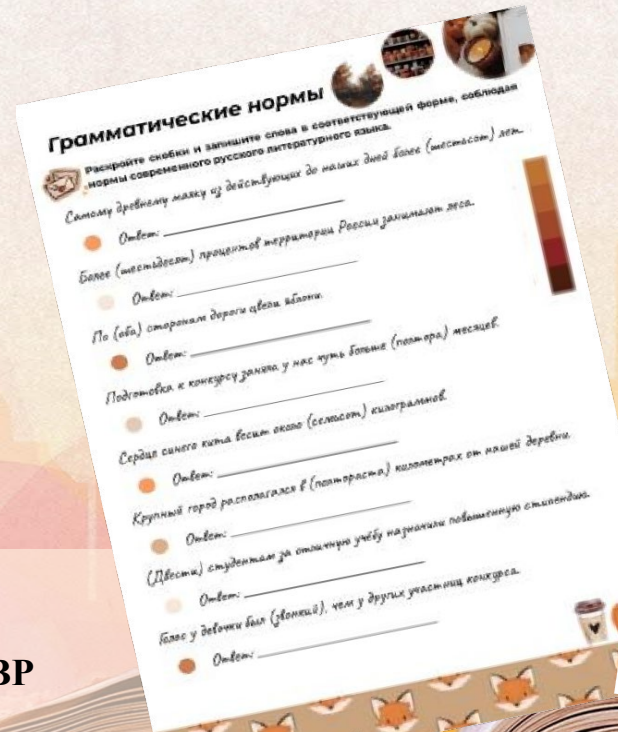 Грамматические нормы
Раскройте скобки и запишите слова в соответствующей форме, соблюдая
нормы современного русского литературного языка.
Самому древнему маяку из действующих до наших дней более (шестьсот) лет.
Ответ:
Более (шестьдесят) процентов территории России занимают леса.
Ответ:
По (оба) сторонам дороги цвели яблони.
Ответ:
Подготовка к конкурсу заняла у нас чуть больше (полтора) месяцев.
Ответ:
Сердце синего кита весит около (семьсот) килограммов.
Ответ:
Крупный город располагался в (полтораста) километрах от нашей деревни.
Ответ:
(Двести) студентам за отличную учёбу назначили повышенную стипендию.
Ответ:
Голос у девочки был (звонкий), чем у других участниц конкурса.
Ответ:
ВР